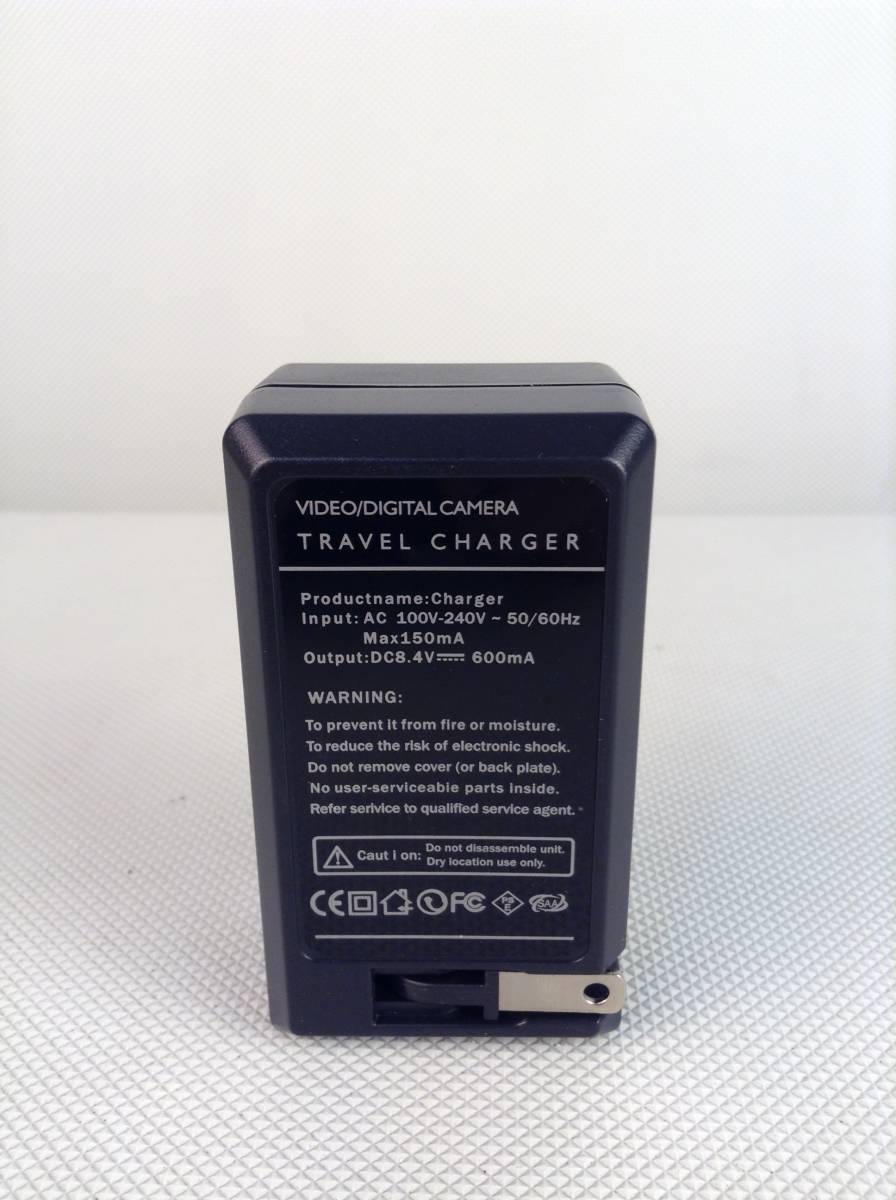 VIDEO/DIGITAL CAMERA
TRAVEL CHARGER
Productname:Charger
Input: AC 100V-240V ~ 50/60Hz
Max150mA
Output:DC8.4V⎓ 600mA
WARNING:
To prevent it from fire or moisture.
To reduce the risk of electronic shock.
Do not remove cover (or back plate).
No user-serviceabie parts inside.
Refer serivice to qualified service agent.
Caut i on: Do not disassemble unit.
Dry location use only.
CE FC PS E SAA